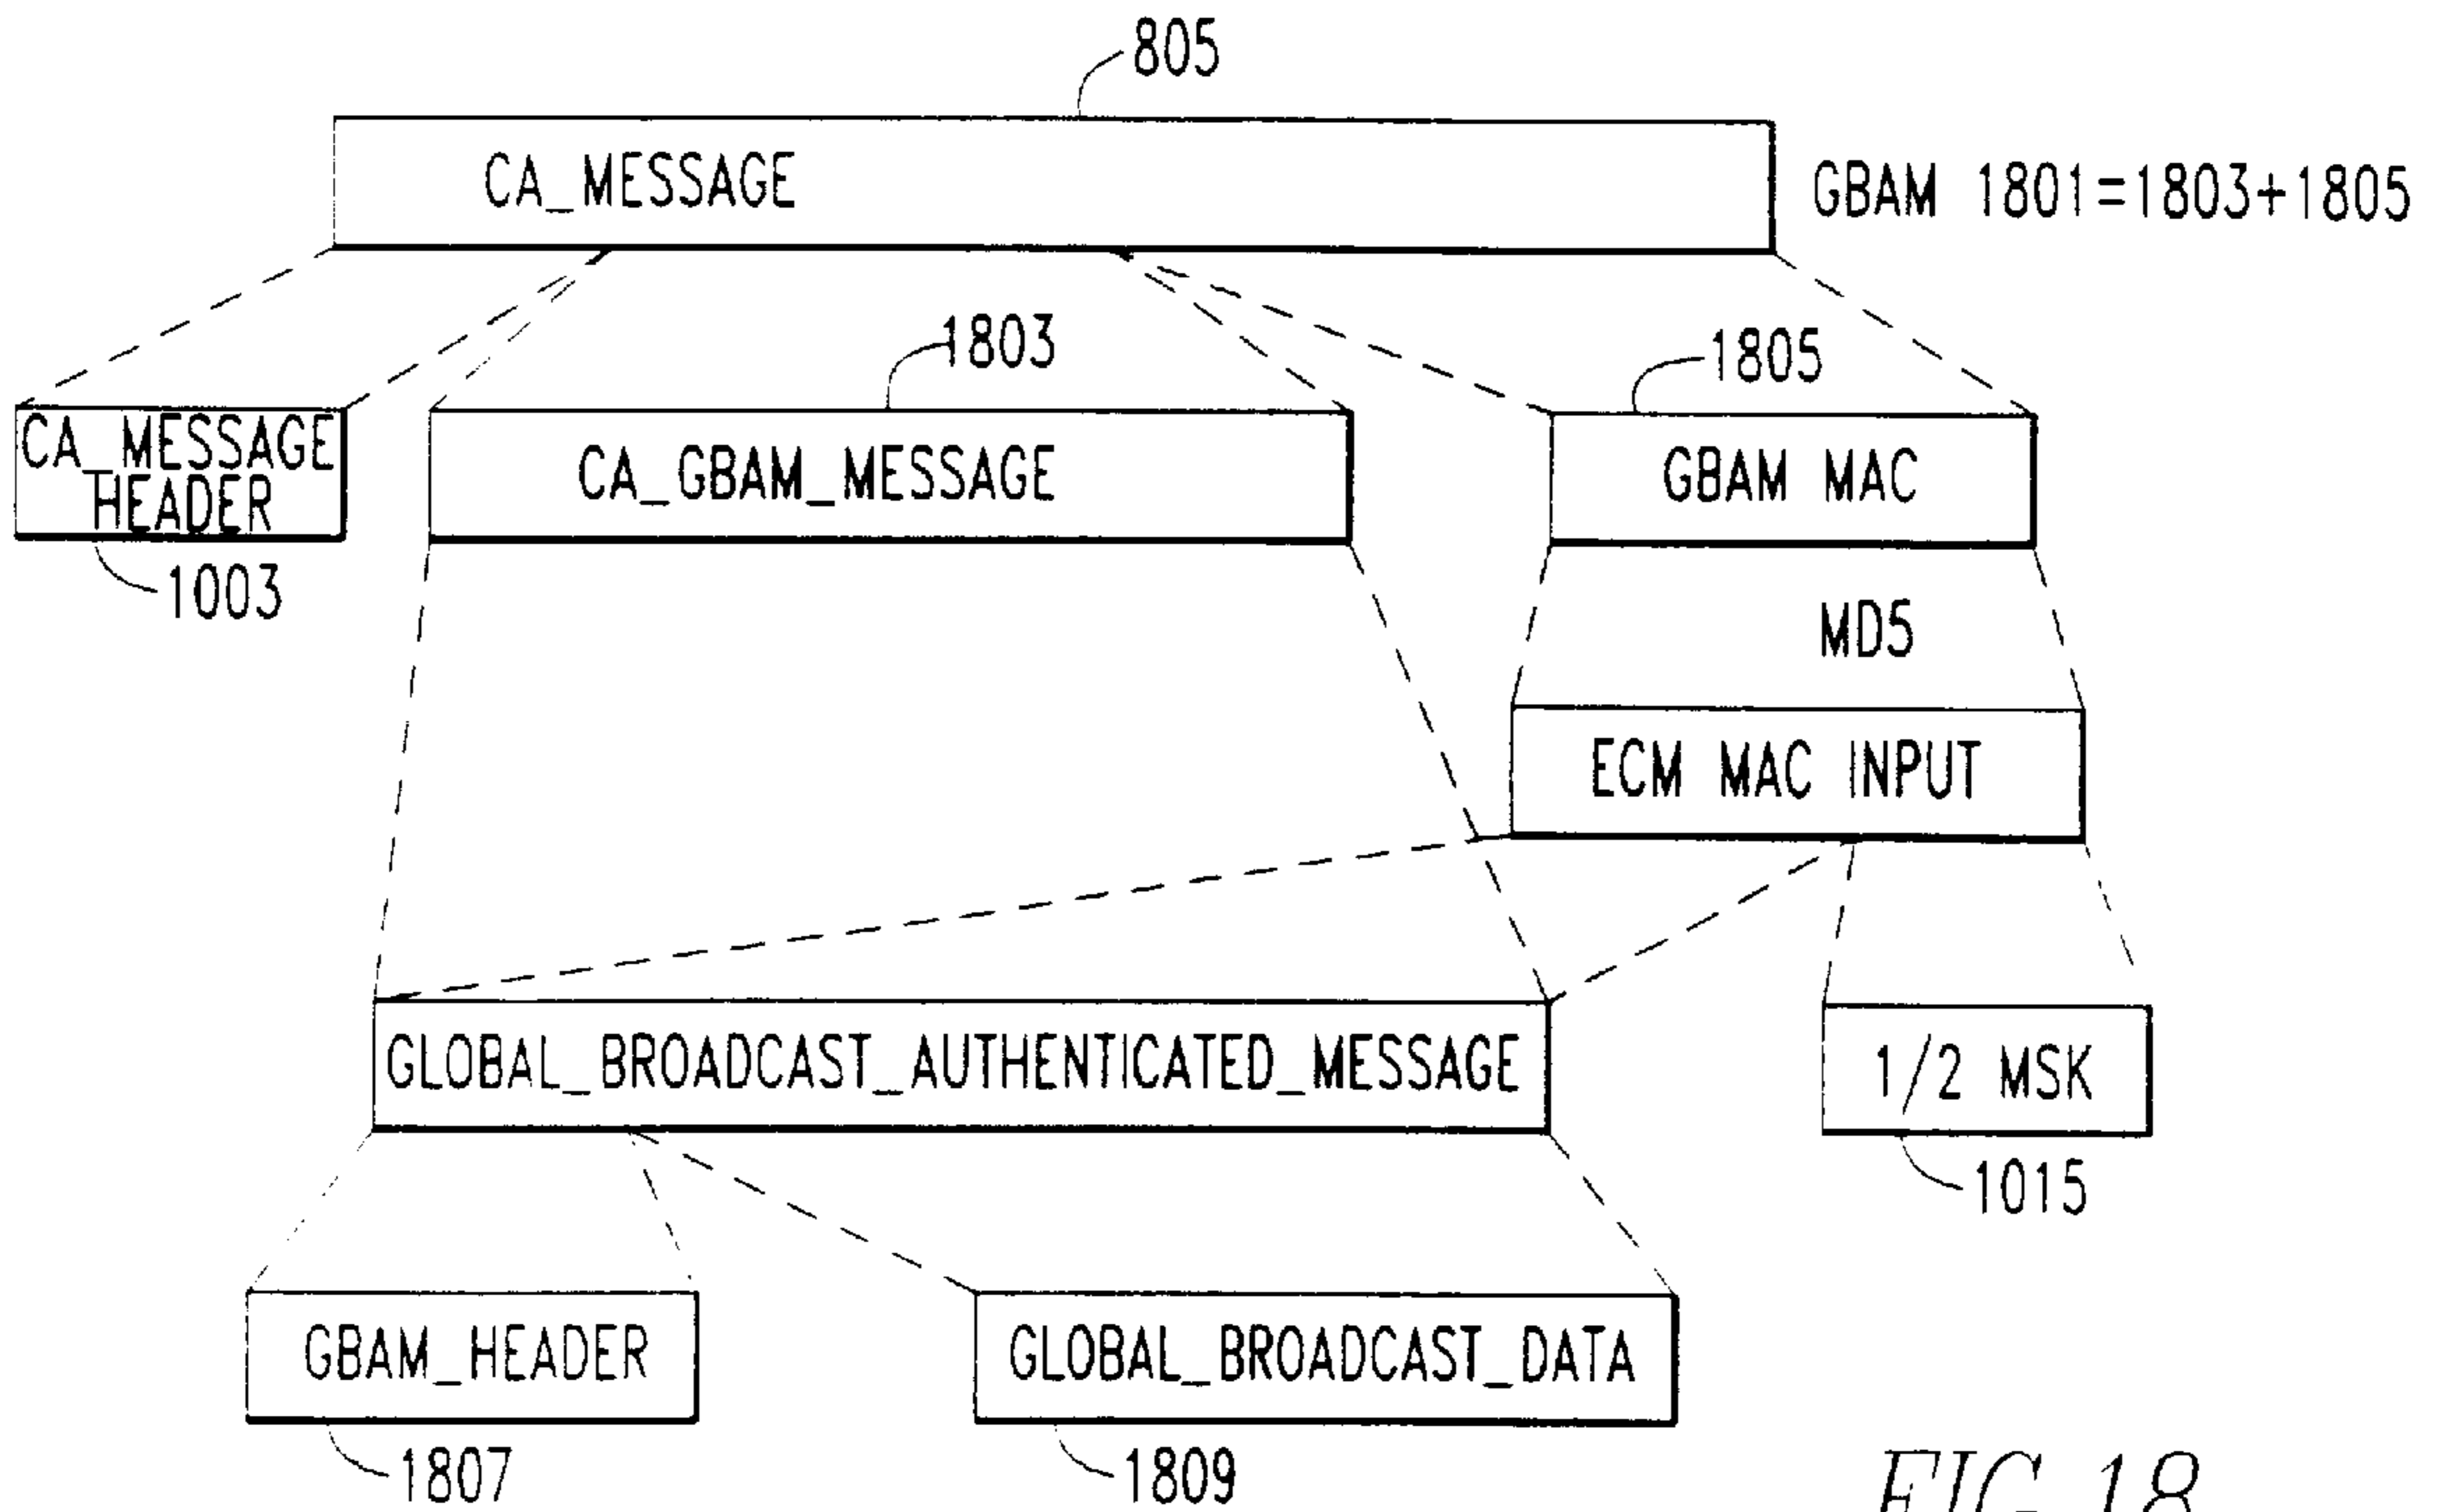 805
CA_MESSAGE
GBAM 1801=1803+1805
1803
1805
CA_MESSAGE
HEADER
CA_GBAM_MESSAGE
GBAM MAC
1003
MD5
ECM MAC INPUT
GLOBAL_BROADCAST_AUTHENTICATED_MESSAGE
1/2 MSK
1015
GBAM_HEADER
GLOBAL_BROADCAST_DATA
1807
1809
FIG. 18